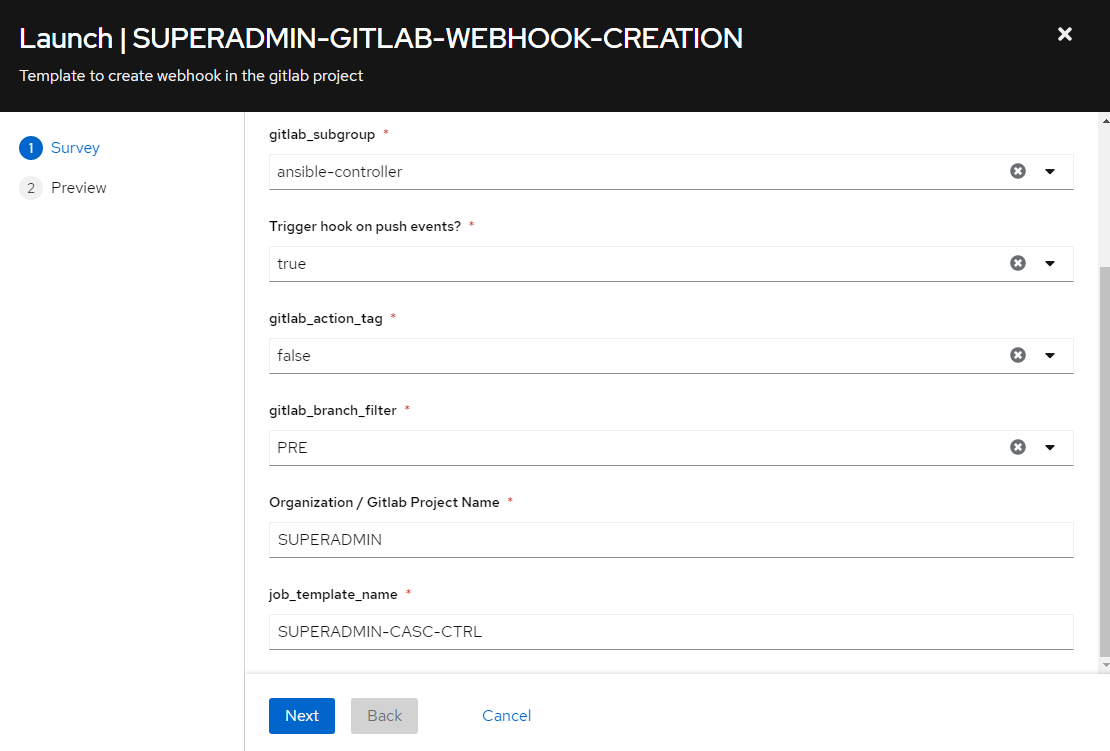 Launch | SUPERADMIN-GITLAB-WEBHOOK-CREATION
Template to create webhook in the gitlab project
1 Survey
2 Preview
gitlab_subgroup *
ansible-controller
Trigger hook on push events? *
true
gitlab_action_tag *
false
gitlab_branch_filter *
PRE
Organization / Gitlab Project Name *
SUPERADMIN
job_template_name *
SUPERADMIN-CASC-CTRL
Next Back Cancel